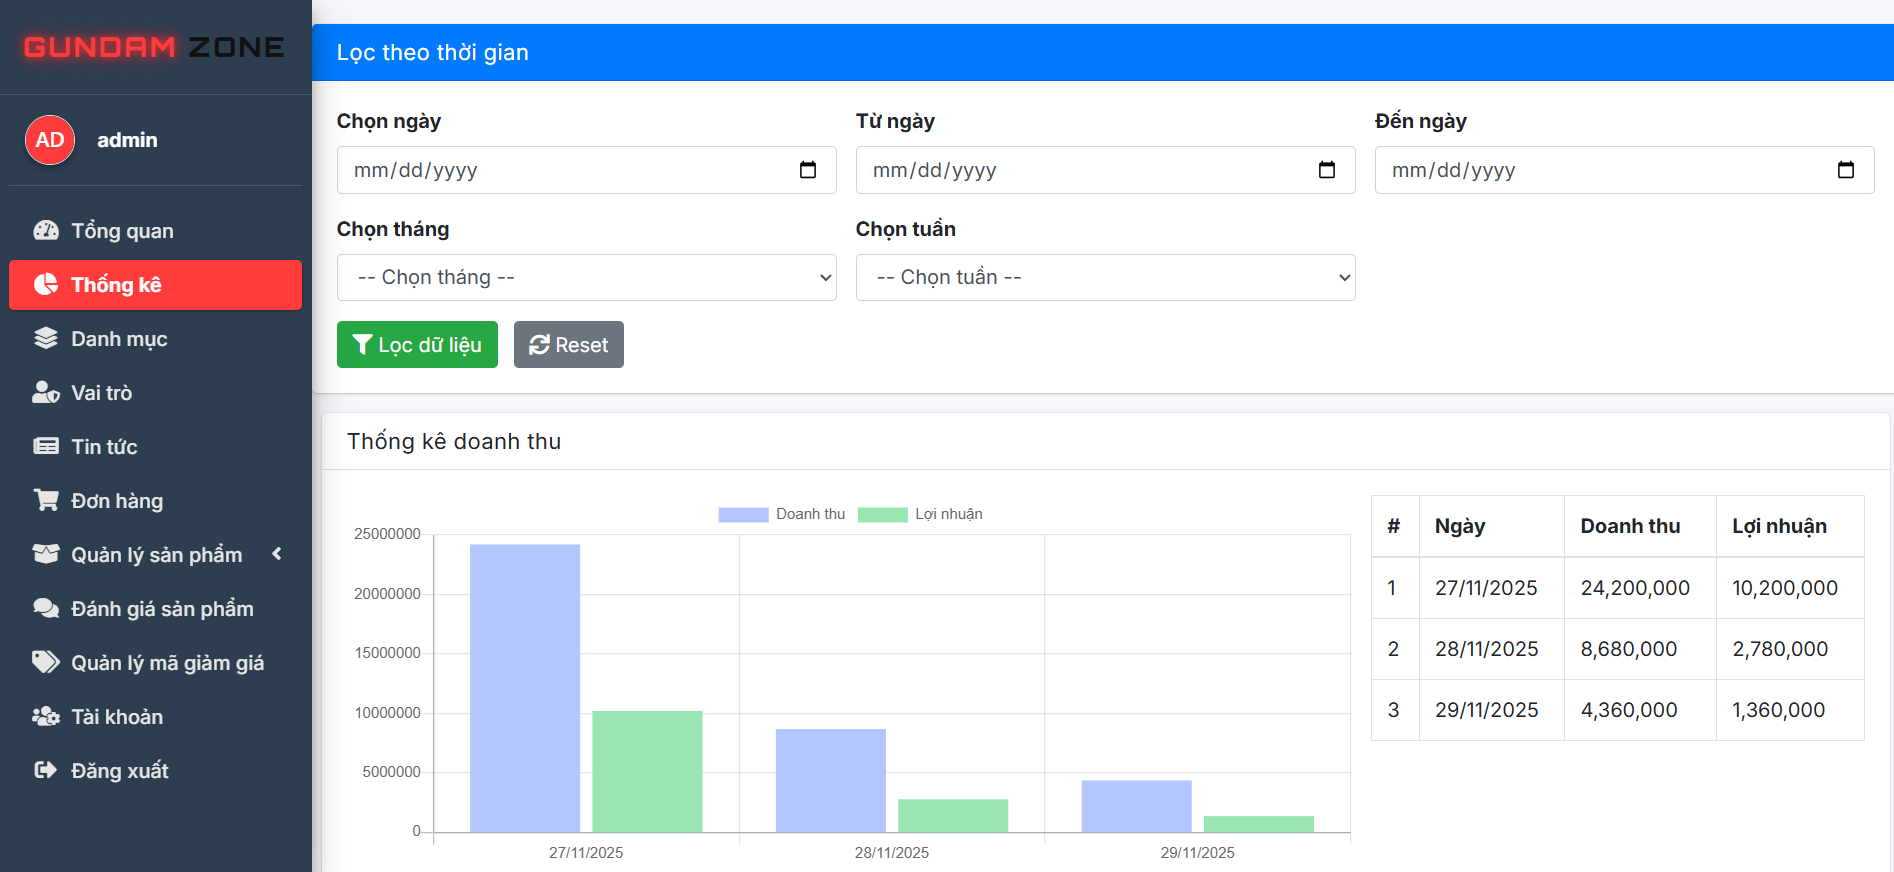 GUNDAM ZONE
AD admin
Tổng quan
Thống kê
Danh mục
Vai trò
Tin tức
Đơn hàng
Quản lý sản phẩm
Đánh giá sản phẩm
Quản lý mã giảm giá
Tài khoản
Đăng xuất
Lọc theo thời gian
Chọn ngày Từ ngày Đến ngày
mm/dd/yyyy mm/dd/yyyy mm/dd/yyyy
Chọn tháng Chọn tuần
-- Chọn tháng -- -- Chọn tuần --
Lọc dữ liệu Reset
Thống kê doanh thu
Doanh thu Lợi nhuận
25000000
20000000
15000000
10000000
5000000
0
27/11/2025 28/11/2025 29/11/2025
# Ngày Doanh thu Lợi nhuận
1 27/11/2025 24,200,000 10,200,000
2 28/11/2025 8,680,000 2,780,000
3 29/11/2025 4,360,000 1,360,000